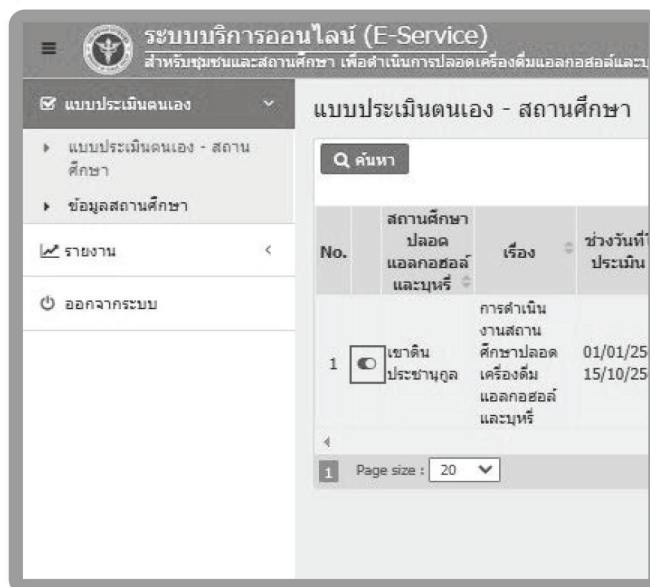 ระบบบริการออนไลน์ (E-Service)
สำหรับชุมชนและสถานศึกษา เพื่อดำเนินการปลอดเครื่องดื่มแอลกอฮอล์และบุ
แบบประเมินตนเอง
แบบประเมินตนเอง - สถาน
ศึกษา
ข้อมูลสถานศึกษา
รายงาน
ออกจากระบบ
แบบประเมินตนเอง - สถานศึกษา
ค้นหา
No.
สถานศึกษา
ปลอด
แอลกอฮอล์
และบุหรี่
เรื่อง
ช่วงวันที่
ประเมิน
1
เขาดิน
ประชานุกูล
การดำเนิน
งานสถาน
ศึกษาปลอด
เครื่องดื่ม
แอลกอฮอล์
และบุหรี่
01/01/25
15/10/25
1 Page size : 20